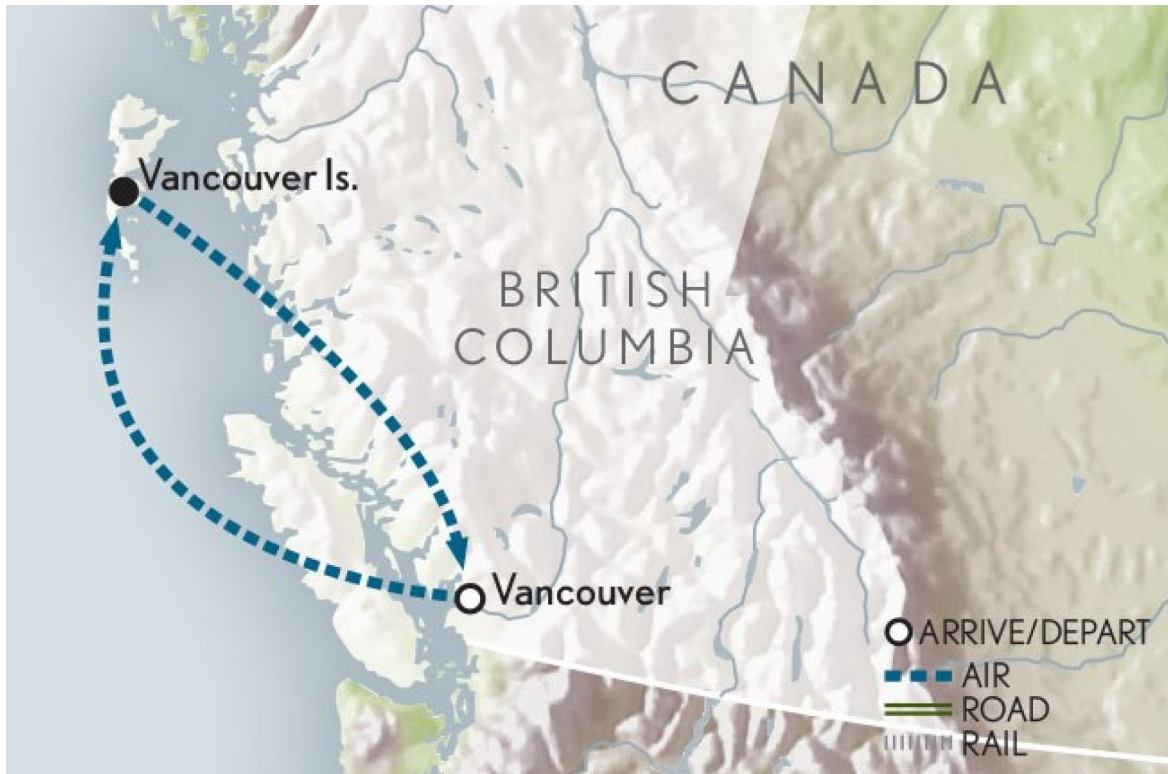 CANADA
Vancouver Is.
BRITISH
COLUMBIA
Vancouver
ARRIVE/DEPART
AIR
ROAD
RAIL